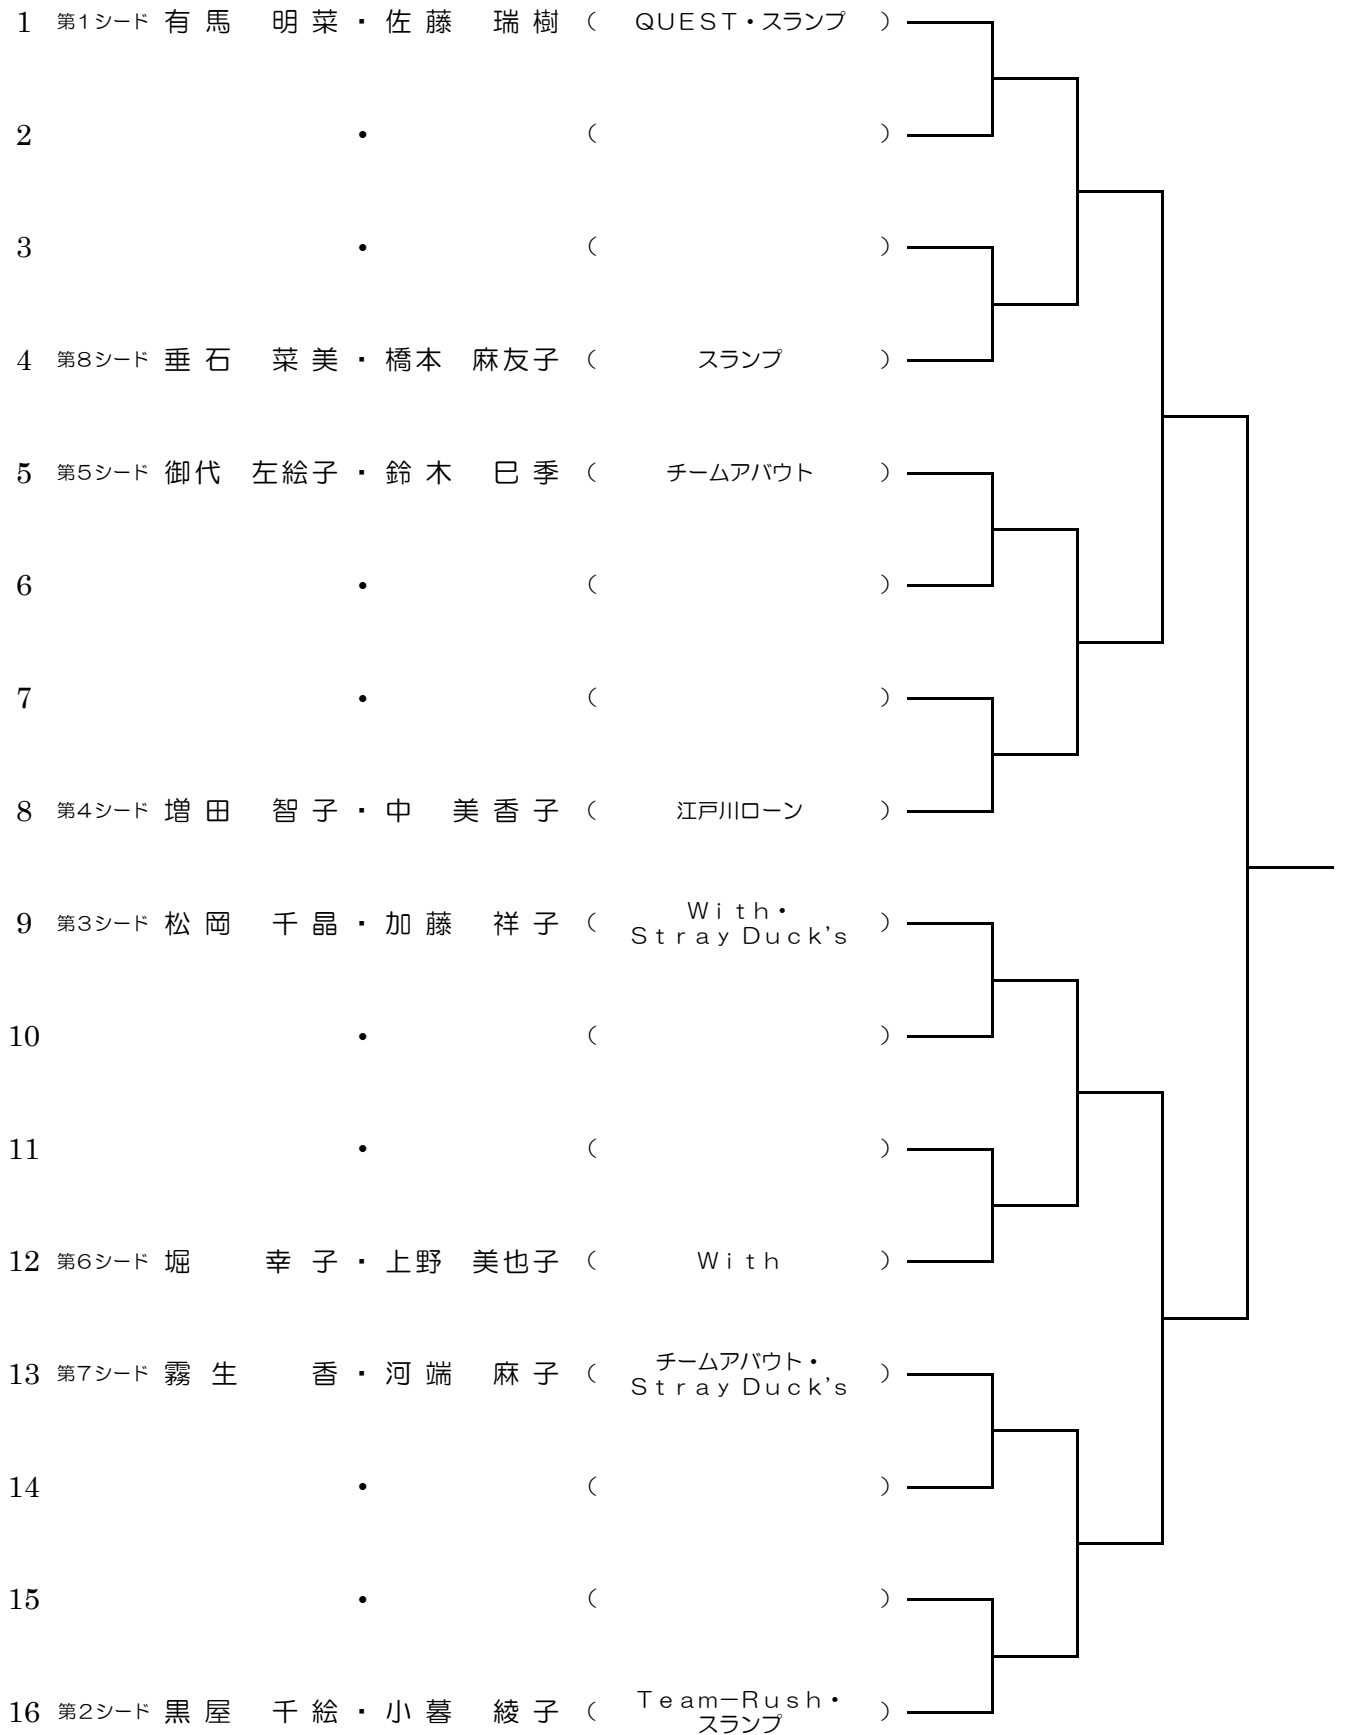 1 第1シード 有馬 明菜・佐藤 瑞樹 ( QUEST・スランプ )
2 ・ ( )
3 ・ ( )
4 第8シード 垂石 菜美・橋本 麻友子 ( スランプ )
5 第5シード 御代 左絵子・鈴木 巳季 ( チームアバウト )
6 ・ ( )
7 ・ ( )
8 第4シード 増田 智子・中 美香子 ( 江戸川ローン )
9 第3シード 松岡 千晶・加藤 祥子 ( With・
Stray Duck's )
10 ・ ( )
11 ・ ( )
12 第6シード 堀 幸子・上野 美也子 ( With )
13 第7シード 霧生 香・河端 麻子 ( チームアバウト・
Stray Duck's )
14 ・ ( )
15 ・ ( )
16 第2シード 黒屋 千絵・小暮 綾子 ( Team－Rush・
スランプ )